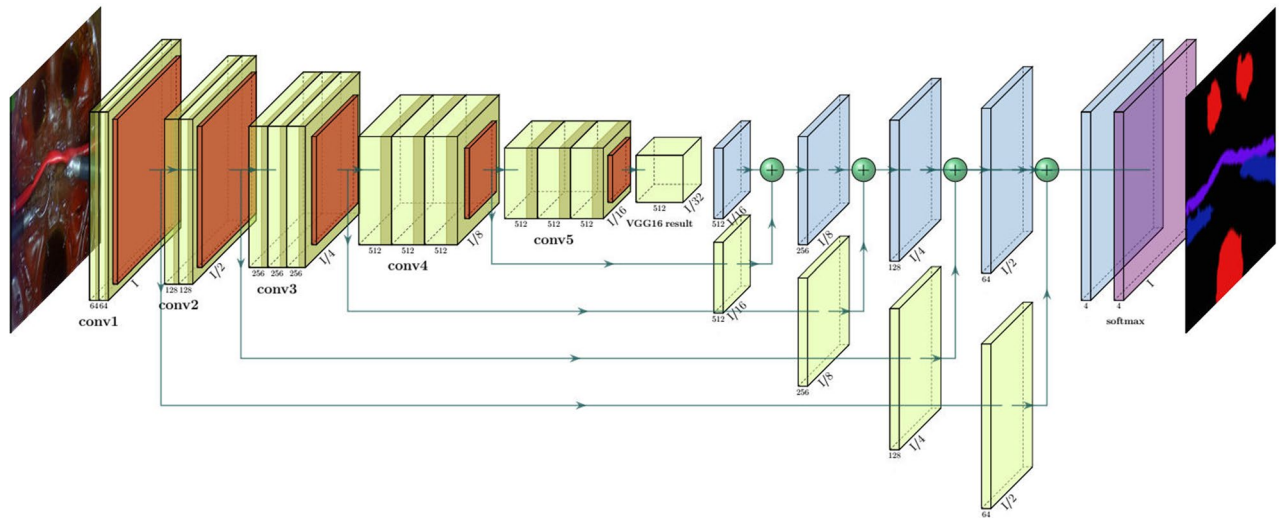 64 64
1
conv1
128 128
1/2
conv2
256 256 256
1/4
conv3
512 512 512
1/8
conv4
512 512 512
1/16
conv5
512
1/32
VGG16 result
512
1/16
256
1/8
128
1/4
64
1/2
4
4
1
softmax
512
1/16
256
1/8
128
1/4
64
1/2